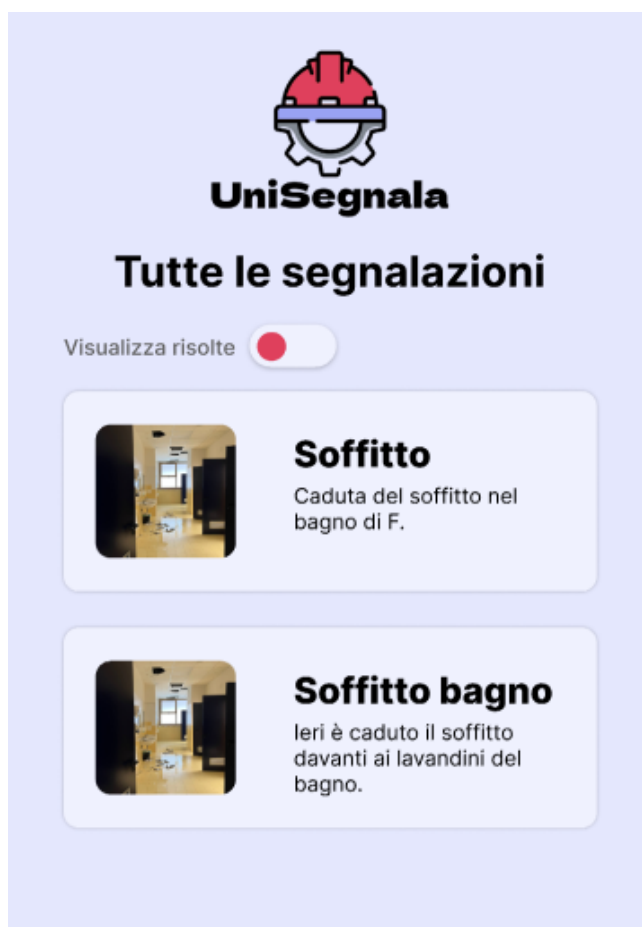 UniSegnala
Tutte le segnalazioni
Visualizza risolte
Soffitto
Caduta del soffitto nel
bagno di F.
Soffitto bagno
Ieri è caduto il soffitto
davanti ai lavandini del
bagno.